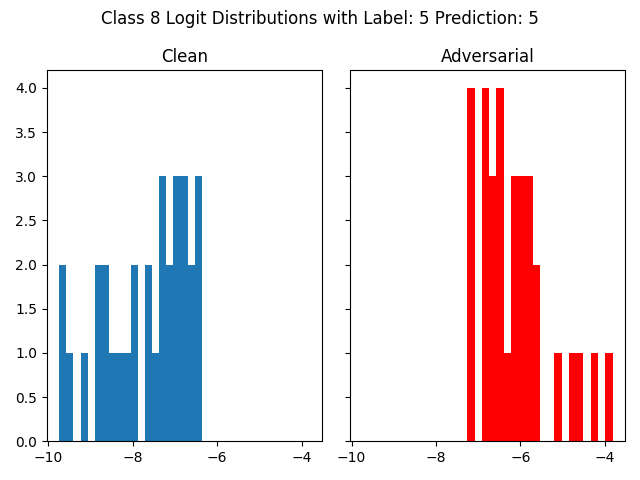 Class 8 Logit Distributions with Label: 5 Prediction: 5
Clean
Adversarial
4.0
3.5
3.0
2.5
2.0
1.5
1.0
0.5
0.0
−10 −8 −6 −4
−10 −8 −6 −4